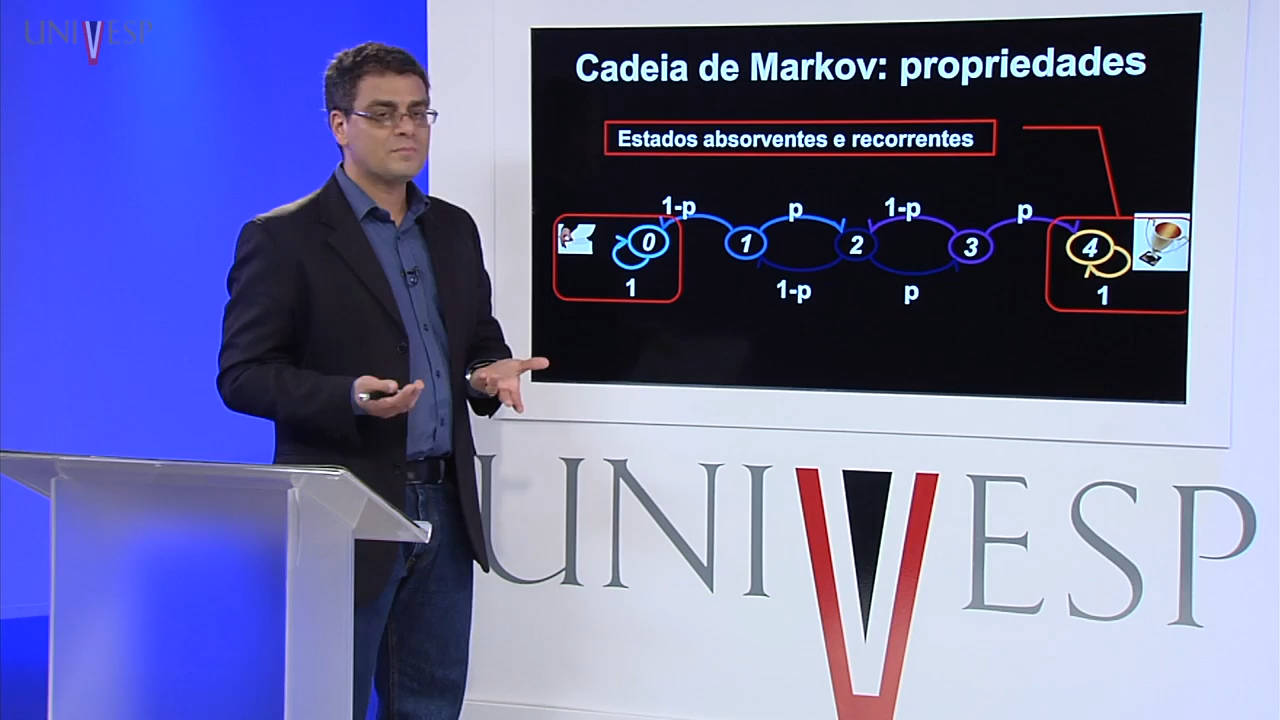 UNIVESP
Cadeia de Markov: propriedades
Estados absorventes e recorrentes
1-p p 1-p p
0 1 2 3 4
1 1-p p 1
UNIVESP